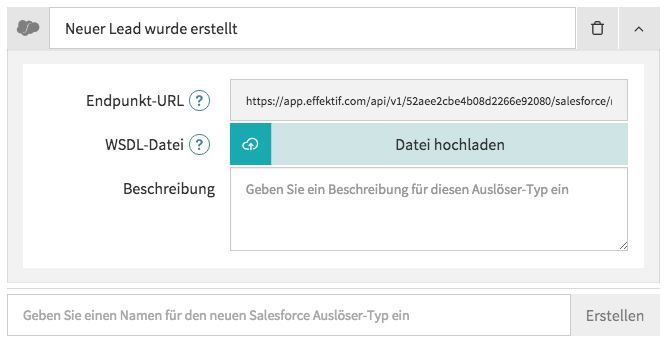 Neuer Lead wurde erstellt
Endpunkt-URL ? https://app.effektif.com/api/v1/52aee2cbe4b08d2266e92080/salesforce/
WSDL-Datei ? Datei hochladen
Beschreibung Geben Sie ein Beschreibung für diesen Auslöser-Typ ein
Geben Sie einen Namen für den neuen Salesforce Auslöser-Typ ein Erstellen